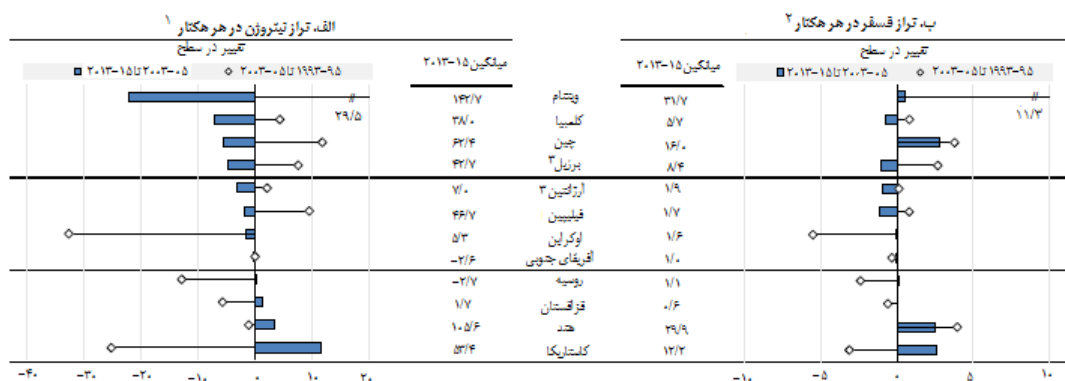 الف. تراز نیتروژن در هر هکتار ۱
ب. تراز فسقر در هر هکتار ۲
تغییر در سطح
تغییر در سطح
۲۰۰۳-۰۵ تا ۲۰۱۳-۱۵
۱۹۹۳-۹۵ تا ۲۰۰۳-۰۵
میانگین ۱۵-۲۰۱۳
میانگین ۱۵-۲۰۱۳
۲۰۰۳-۰۵ تا ۲۰۱۳-۱۵
۱۹۹۳-۹۵ تا ۲۰۰۳-۰۵
// ۲۹/۵
۱۴۲/۷ ویتنام ۳۱/۷
// ۱۱/۳
۳۸/۰ کلمبیا ۵/۷
۶۲/۴ چین ۱۶/۰
۴۲/۷ برزیل ۳ ۸/۴
۷/۰ آرژانتین ۳ ۱/۹
۴۶/۷ فیلیپین ۱/۷
۵/۳ اوکراین ۱/۶
-۲/۶ آفریقای جنوبی ۱/۰
-۲/۷ روسیه ۱/۱
۱/۷ قزاقستان ۰/۶
۱۰۵/۶ هند ۲۹/۹
۵۳/۴ کاستاریکا ۱۲/۲
-۴۰ -۳۰ -۲۰ -۱۰ ۰ ۱۰ ۲۰
-۱۰ -۵ ۰ ۵ ۱۰